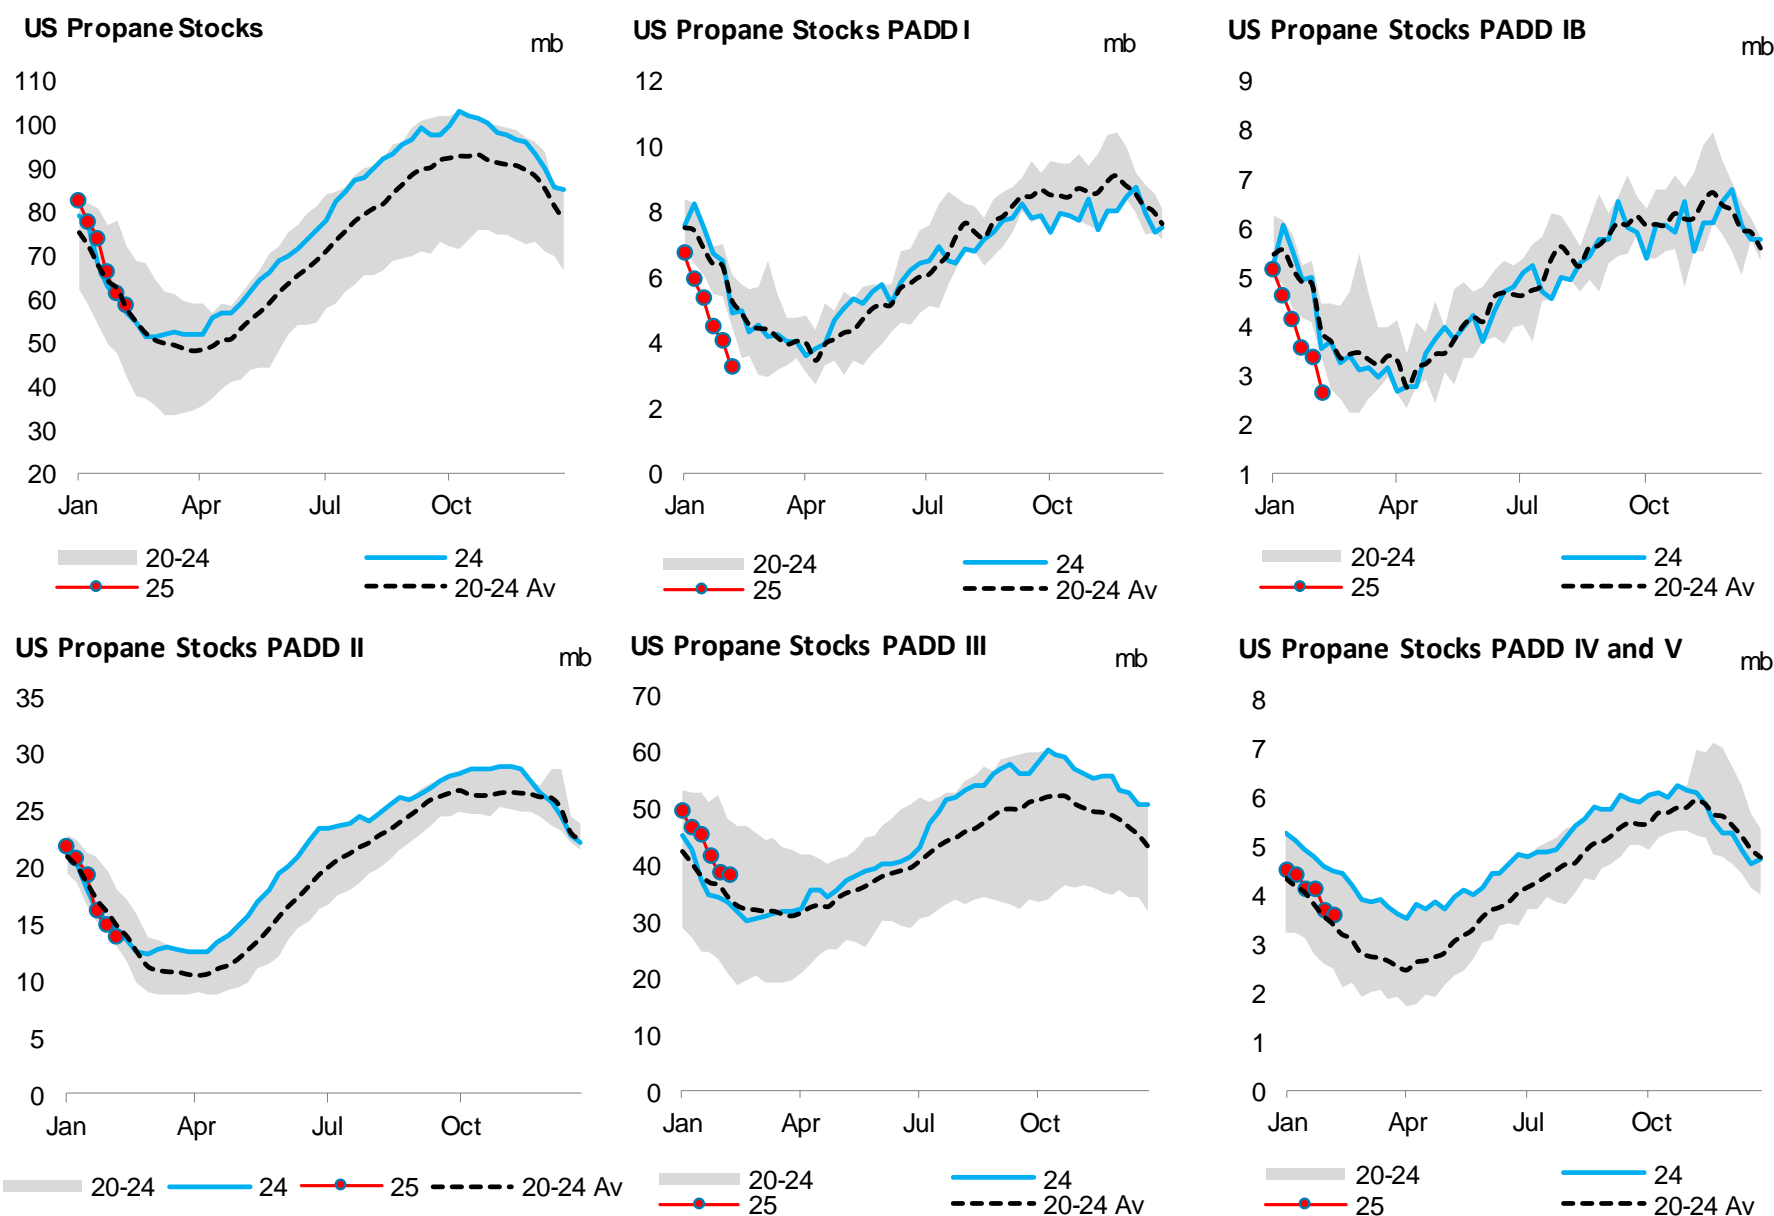 US Propane Stocks
mb
110
100
90
80
70
60
50
40
30
20
Jan Apr Jul Oct
20-24 24
25 20-24 Av
US Propane Stocks PADD I
mb
12
10
8
6
4
2
0
Jan Apr Jul Oct
20-24 24
25 20-24 Av
US Propane Stocks PADD IB
mb
9
8
7
6
5
4
3
2
1
Jan Apr Jul Oct
20-24 24
25 20-24 Av
US Propane Stocks PADD II
mb
35
30
25
20
15
10
5
0
Jan Apr Jul Oct
20-24 24 25 20-24 Av
US Propane Stocks PADD III
mb
70
60
50
40
30
20
10
0
Jan Apr Jul Oct
20-24 24
25 20-24 Av
US Propane Stocks PADD IV and V
mb
8
7
6
5
4
3
2
1
0
Jan Apr Jul Oct
20-24 24
25 20-24 Av